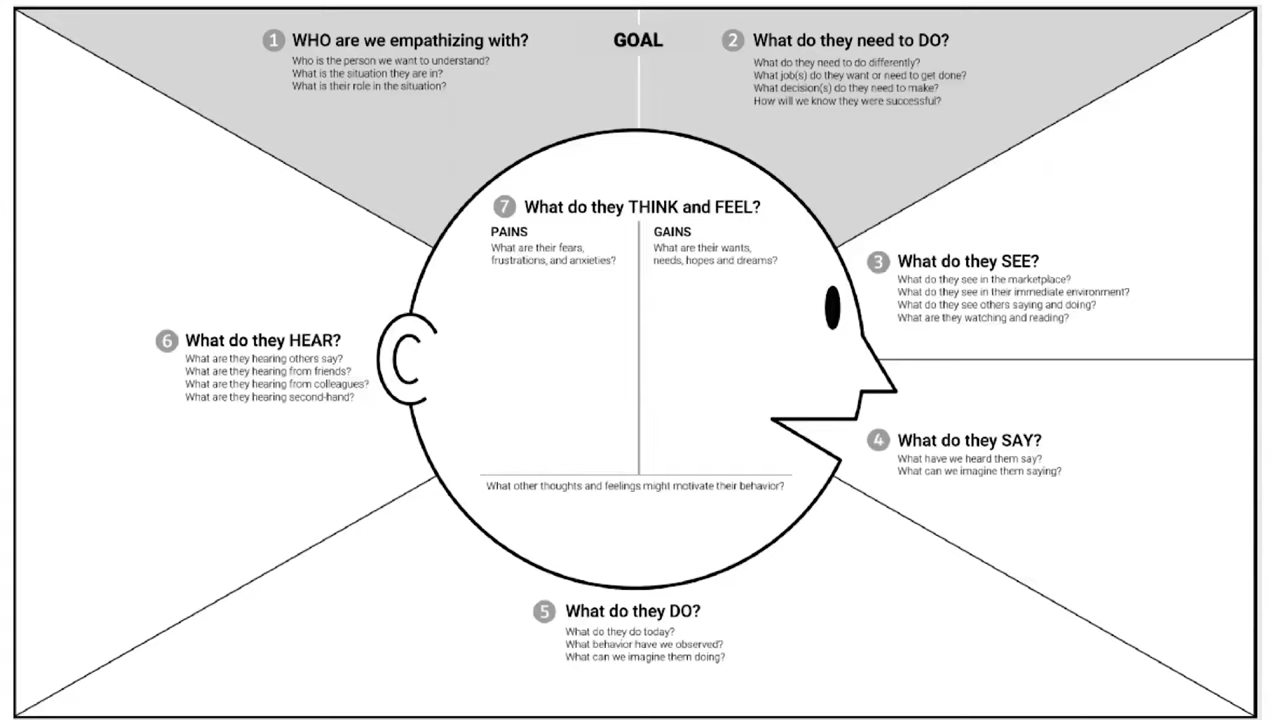 1 WHO are we empathizing with?
Who is the person we want to understand?
What is the situation they are in?
What is their role in the situation?
GOAL
2 What do they need to DO?
What do they need to do differently?
What job(s) do they want or need to get done?
What decision(s) do they need to make?
How will we know they were successful?
7 What do they THINK and FEEL?
PAINS
What are their fears,
frustrations, and anxieties?
GAINS
What are their wants,
needs, hopes and dreams?
What other thoughts and feelings might motivate their behavior?
3 What do they SEE?
What do they see in the marketplace?
What do they see in their immediate environment?
What do they see others saying and doing?
What are they watching and reading?
4 What do they SAY?
What have we heard them say?
What can we imagine them saying?
5 What do they DO?
What do they do today?
What behavior have we observed?
What can we imagine them doing?
6 What do they HEAR?
What are they hearing others say?
What are they hearing from friends?
What are they hearing from colleagues?
What are they hearing second-hand?